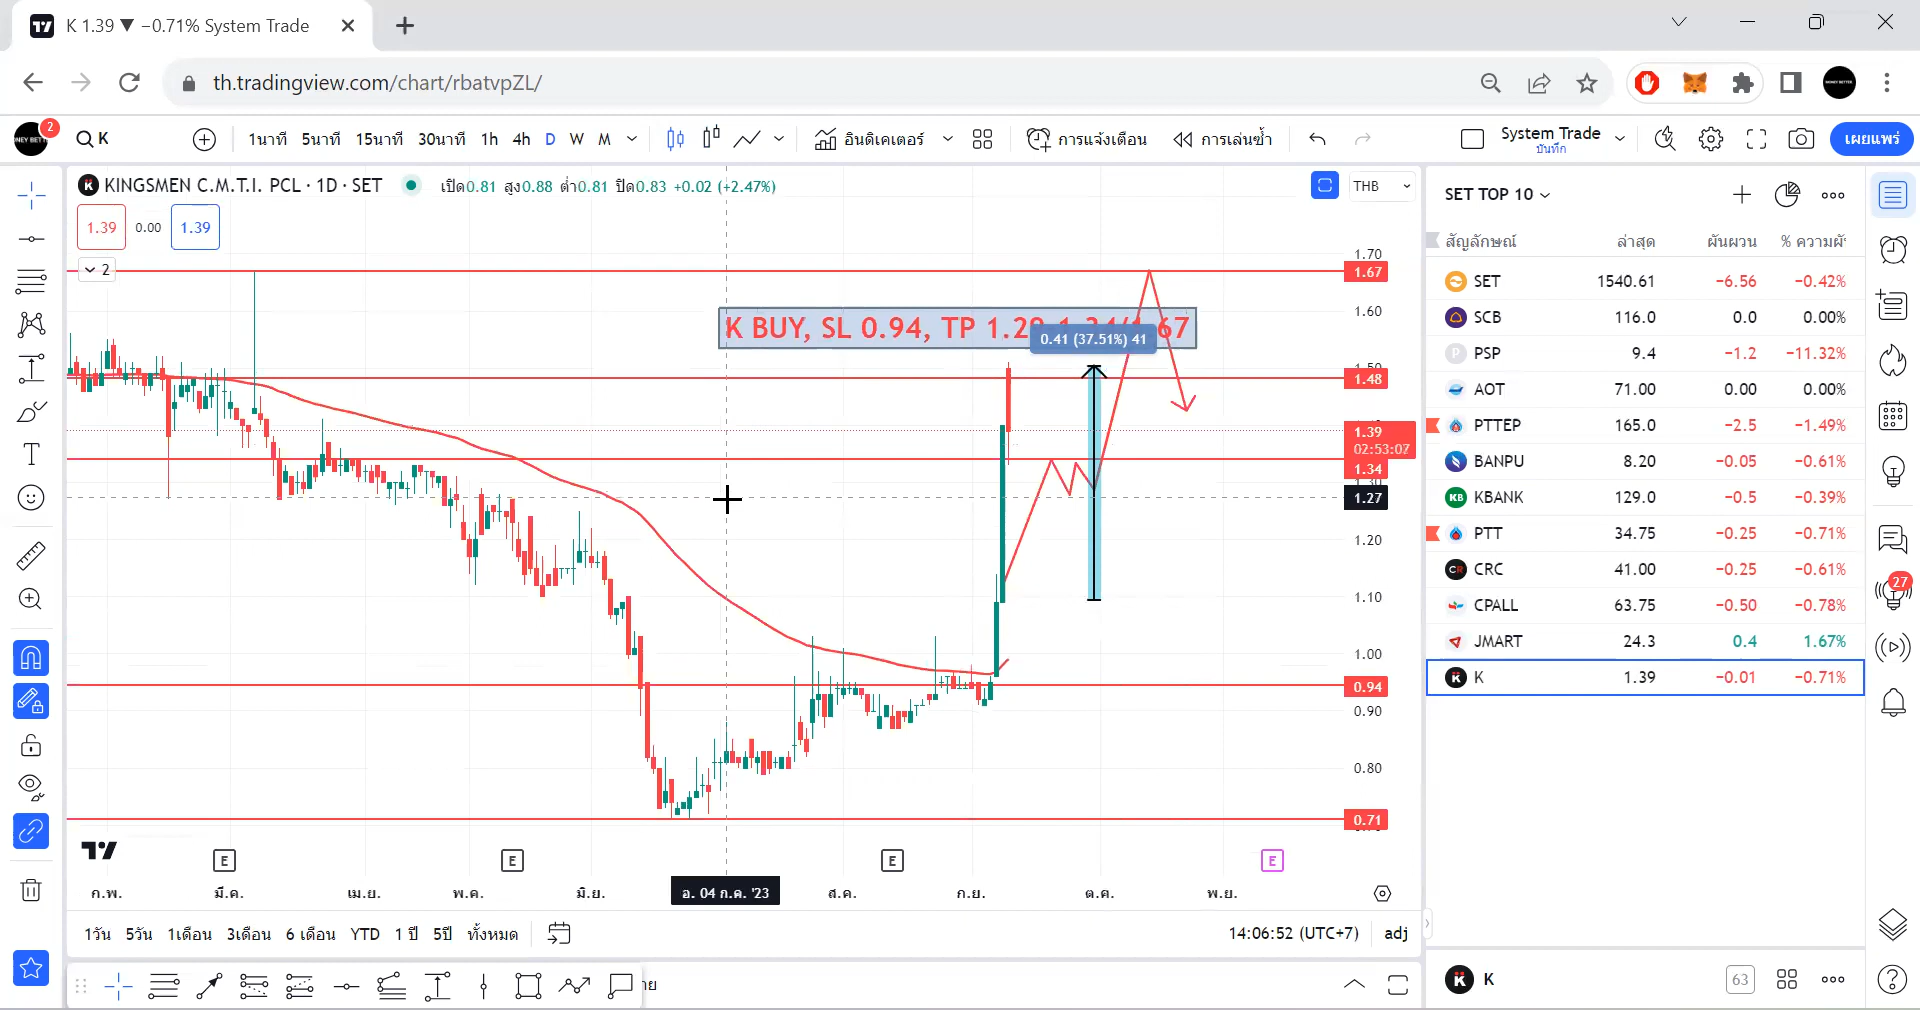 K 1.39 ▼ −0.71% System Trade
th.tradingview.com/chart/rbatvpZL/
2
K
1นาที 5นาที 15นาที 30นาที 1h 4h D W M
อินดิเคเตอร์
การแจ้งเตือน
การเล่นซ้ำ
System Trade
บันทึก
เผยแพร่
KINGSMEN C.M.T.I. PCL · 1D · SET
เปิด0.81 สูง0.88 ต่ำ0.81 ปิด0.83 +0.02 (+2.47%)
THB
1.39 0.00 1.39
2
K BUY, SL 0.94, TP
0.41 (37.51%) 41
1.70
1.67
1.60
1.48
1.39
02:53:07
1.34
1.27
1.20
1.10
1.00
0.94
0.90
0.80
0.71
E E E E
ก.พ. มี.ค. เม.ย. พ.ค. มิ.ย. อ. 04 ก.ค. '23 ส.ค. ก.ย. ต.ค. พ.ย.
1วัน 5วัน 1เดือน 3เดือน 6 เดือน YTD 1 ปี 5ปี ทั้งหมด
14:06:52 (UTC+7) adj
SET TOP 10
สัญลักษณ์ ล่าสุด ผันผวน
SET 1540.61 −6.56 −0.42%
SCB 116.0 0.0 0.00%
P PSP 9.4 −1.2 −11.32%
AOT 71.00 0.00 0.00%
PTTEP 165.0 −2.5 −1.49%
BANPU 8.20 −0.05 −0.61%
KB KBANK 129.0 −0.5 −0.39%
PTT 34.75 −0.25 −0.71%
CR CRC 41.00 −0.25 −0.61%
CPALL 63.75 −0.50 −0.78%
JMART 24.3 0.4 1.67%
K K 1.39 −0.01 −0.71%
27
K K
63